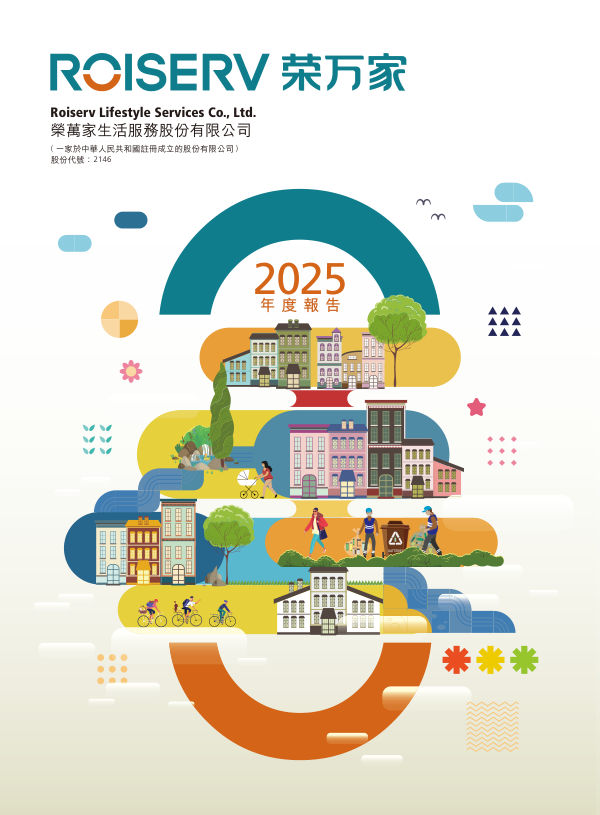 ROISERV 荣万家
Roiserv Lifestyle Services Co., Ltd.
榮萬家生活服務股份有限公司
（一家於中華人民共和國註冊成立的股份有限公司）
股份代號：2146
2025
年度報告